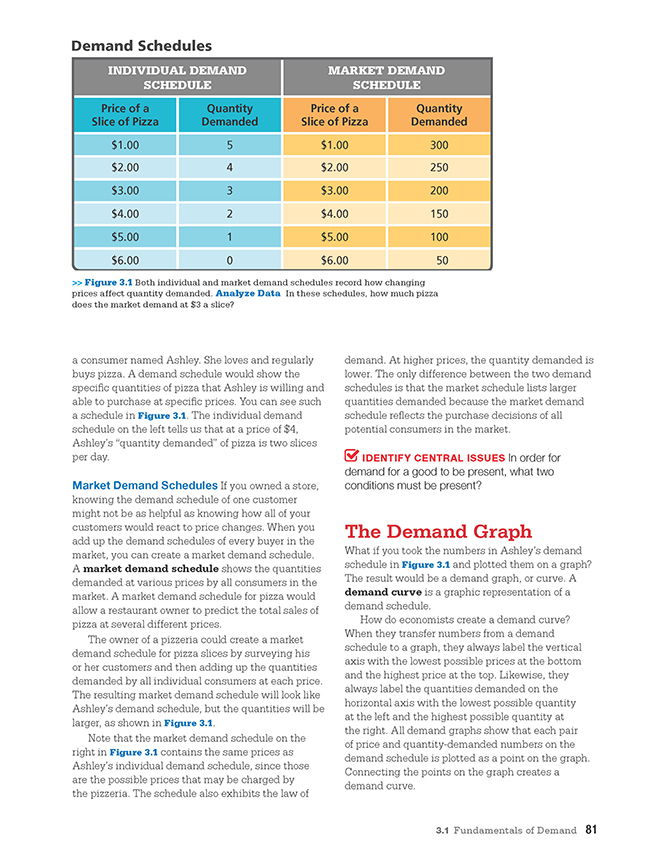 Demand Schedules
INDIVIDUAL DEMAND
SCHEDULE
MARKET DEMAND
SCHEDULE
Price of a
Slice of Pizza
Quantity
Demanded
Price of a
Slice of Pizza
Quantity
Demanded
$1.00 5 $1.00 300
$2.00 4 $2.00 250
$3.00 3 $3.00 200
$4.00 2 $4.00 150
$5.00 1 $5.00 100
$6.00 0 $6.00 50
>> Figure 3.1 Both individual and market demand schedules record how changing
prices affect quantity demanded. Analyze Data In these schedules, how much pizza
does the market demand at $3 a slice?
a consumer named Ashley. She loves and regularly
buys pizza. A demand schedule would show the
specific quantities of pizza that Ashley is willing and
able to purchase at specific prices. You can see such
a schedule in Figure 3.1. The individual demand
schedule on the left tells us that at a price of $4,
Ashley's “quantity demanded” of pizza is two slices
per day.
Market Demand Schedules If you owned a store,
knowing the demand schedule of one customer
might not be as helpful as knowing how all of your
customers would react to price changes. When you
add up the demand schedules of every buyer in the
market, you can create a market demand schedule.
A market demand schedule shows the quantities
demanded at various prices by all consumers in the
market. A market demand schedule for pizza would
allow a restaurant owner to predict the total sales of
pizza at several different prices.
The owner of a pizzeria could create a market
demand schedule for pizza slices by surveying his
or her customers and then adding up the quantities
demanded by all individual consumers at each price.
The resulting market demand schedule will look like
Ashley's demand schedule, but the quantities will be
larger, as shown in Figure 3.1.
Note that the market demand schedule on the
right in Figure 3.1 contains the same prices as
Ashley's individual demand schedule, since those
are the possible prices that may be charged by
the pizzeria. The schedule also exhibits the law of
demand. At higher prices, the quantity demanded is
lower. The only difference between the two demand
schedules is that the market schedule lists larger
quantities demanded because the market demand
schedule reflects the purchase decisions of all
potential consumers in the market.
IDENTIFY CENTRAL ISSUES In order for
demand for a good to be present, what two
conditions must be present?
The Demand Graph
What if you took the numbers in Ashley's demand
schedule in Figure 3.1 and plotted them on a graph?
The result would be a demand graph, or curve. A
demand curve is a graphic representation of a
demand schedule.
How do economists create a demand curve?
When they transfer numbers from a demand
schedule to a graph, they always label the vertical
axis with the lowest possible prices at the bottom
and the highest price at the top. Likewise, they
always label the quantities demanded on the
horizontal axis with the lowest possible quantity
at the left and the highest possible quantity at
the right. All demand graphs show that each pair
of price and quantity-demanded numbers on the
demand schedule is plotted as a point on the graph.
Connecting the points on the graph creates a
demand curve.
3.1 Fundamentals of Demand 81